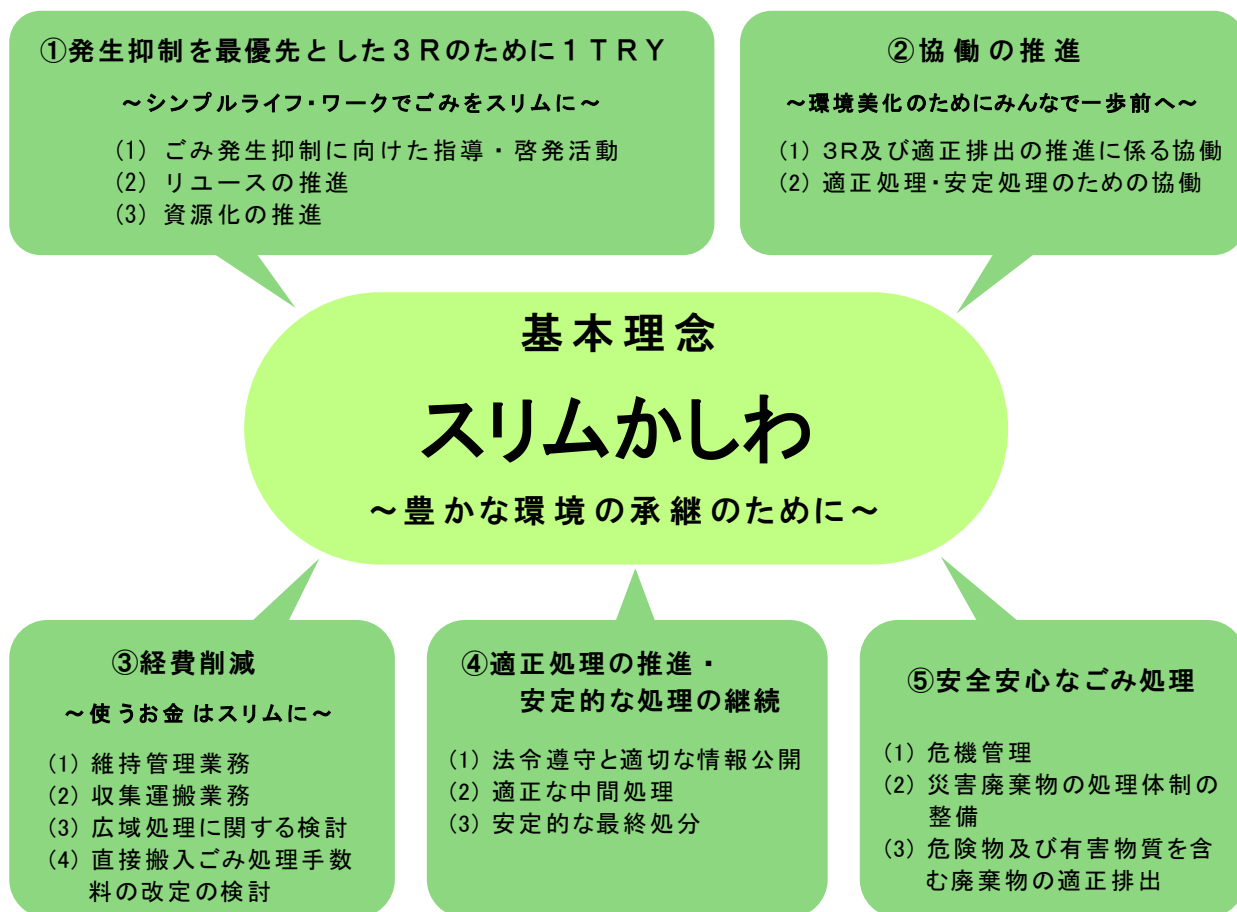 ①発生抑制を最優先とした３Rのために１TRY
～シンプルライフ・ワークでごみをスリムに～
(1) ごみ発生抑制に向けた指導・啓発活動
(2) リユースの推進
(3) 資源化の推進
②協働の推進
～環境美化のためにみんなで一歩前へ～
(1) 3R及び適正排出の推進に係る協働
(2) 適正処理・安定処理のための協働
基本理念
スリムかしわ
～豊かな環境の承継のために～
③経費削減
～使うお金はスリムに～
(1) 維持管理業務
(2) 収集運搬業務
(3) 広域処理に関する検討
(4) 直接搬入ごみ処理手数
料の改定の検討
④適正処理の推進・
安定的な処理の継続
(1) 法令遵守と適切な情報公開
(2) 適正な中間処理
(3) 安定的な最終処分
⑤安全安心なごみ処理
(1) 危機管理
(2) 災害廃棄物の処理体制の
整備
(3) 危険物及び有害物質を含
む廃棄物の適正排出